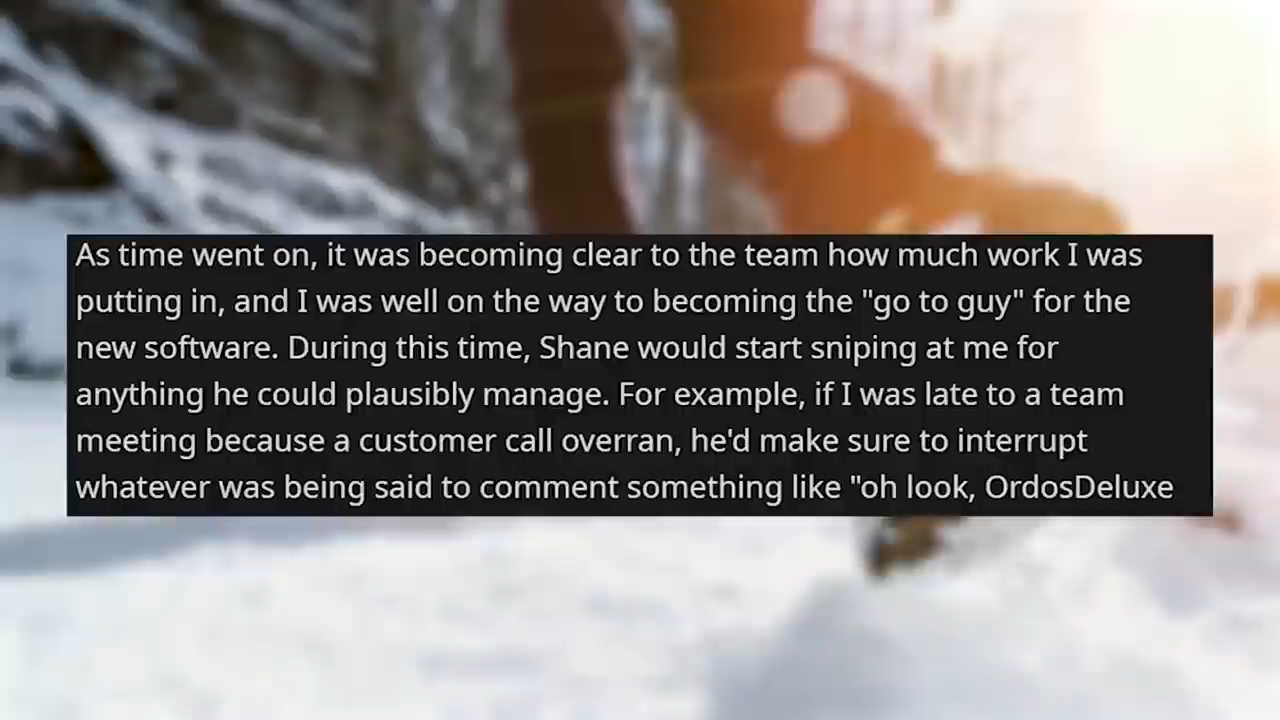 As time went on, it was becoming clear to the team how much work I was
putting in, and I was well on the way to becoming the "go to guy" for the
new software. During this time, Shane would start sniping at me for
anything he could plausibly manage. For example, if I was late to a team
meeting because a customer call overran, he'd make sure to interrupt
whatever was being said to comment something like "oh look, OrdosDeluxe